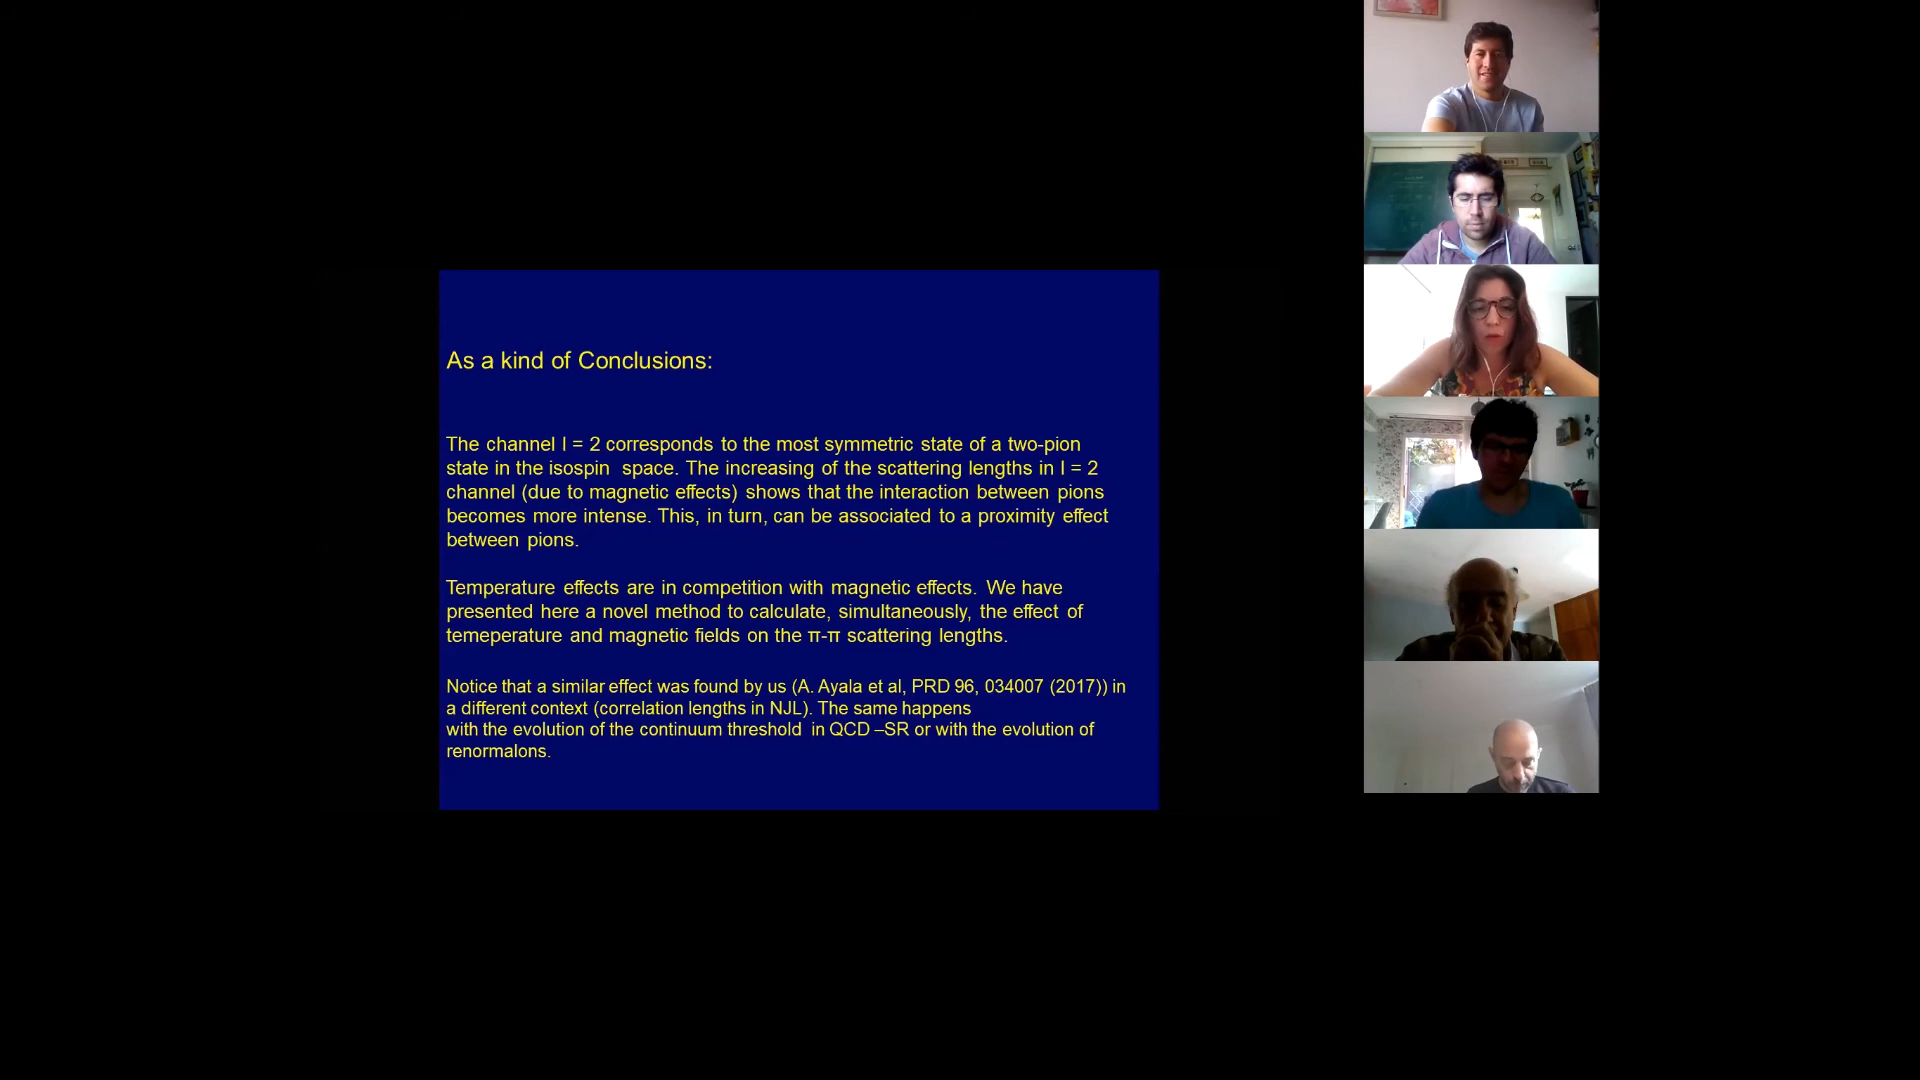 As a kind of Conclusions:
The channel I = 2 corresponds to the most symmetric state of a two-pion
state in the isospin space. The increasing of the scattering lengths in I = 2
channel (due to magnetic effects) shows that the interaction between pions
becomes more intense. This, in turn, can be associated to a proximity effect
between pions.
Temperature effects are in competition with magnetic effects. We have
presented here a novel method to calculate, simultaneously, the effect of
temeperature and magnetic fields on the π-π scattering lengths.
Notice that a similar effect was found by us (A. Ayala et al, PRD 96, 034007 (2017)) in
a different context (correlation lengths in NJL). The same happens
with the evolution of the continuum threshold in QCD –SR or with the evolution of
renormalons.